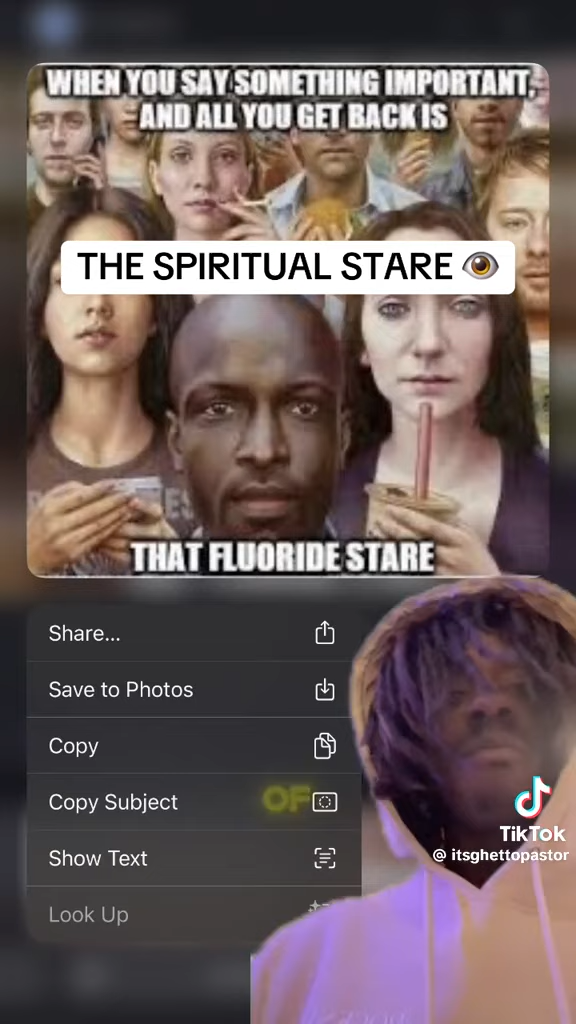 WHEN YOU SAY SOMETHING IMPORTANT,
AND ALL YOU GET BACK IS
THE SPIRITUAL STARE 👁️
THAT FLUORIDE STARE
Share...
Save to Photos
Copy
Copy Subject
OF
Show Text
Look Up
TikTok
@ itsghettopastor